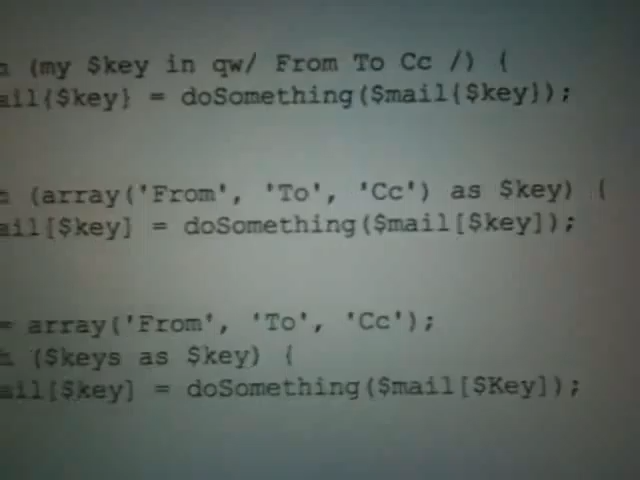 (my $key in qw/ From To Cc /) {
ail{$key} = doSomething($mail{$key});
(array('From', 'To', 'Cc') as $key) {
ail[$key] = doSomething($mail[$key]);
= array('From', 'To', 'Cc');
($keys as $key) {
ail[$key] = doSomething($mail[$Key]);